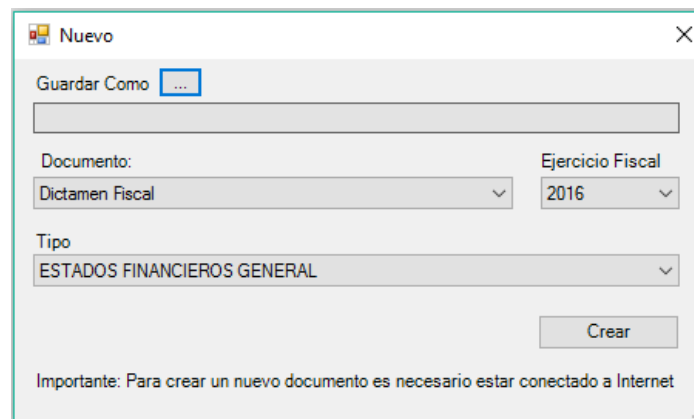 Nuevo
Guardar Como ...
Documento: Ejercicio Fiscal
Dictamen Fiscal 2016
Tipo
ESTADOS FINANCIEROS GENERAL
Crear
Importante: Para crear un nuevo documento es necesario estar conectado a Internet